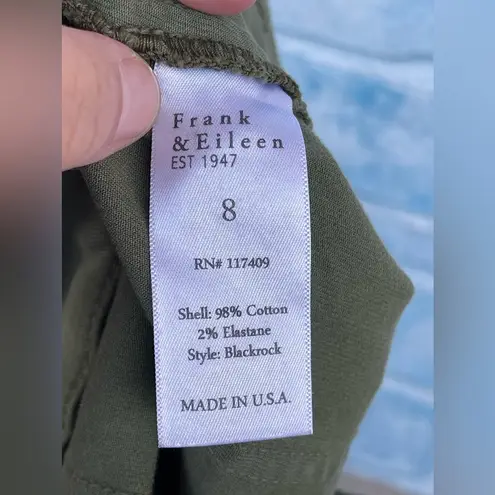 Frank
& Eileen
EST 1947
8
RN# 117409
Shell: 98% Cotton
2% Elastane
Style: Blackrock
MADE IN U.S.A.